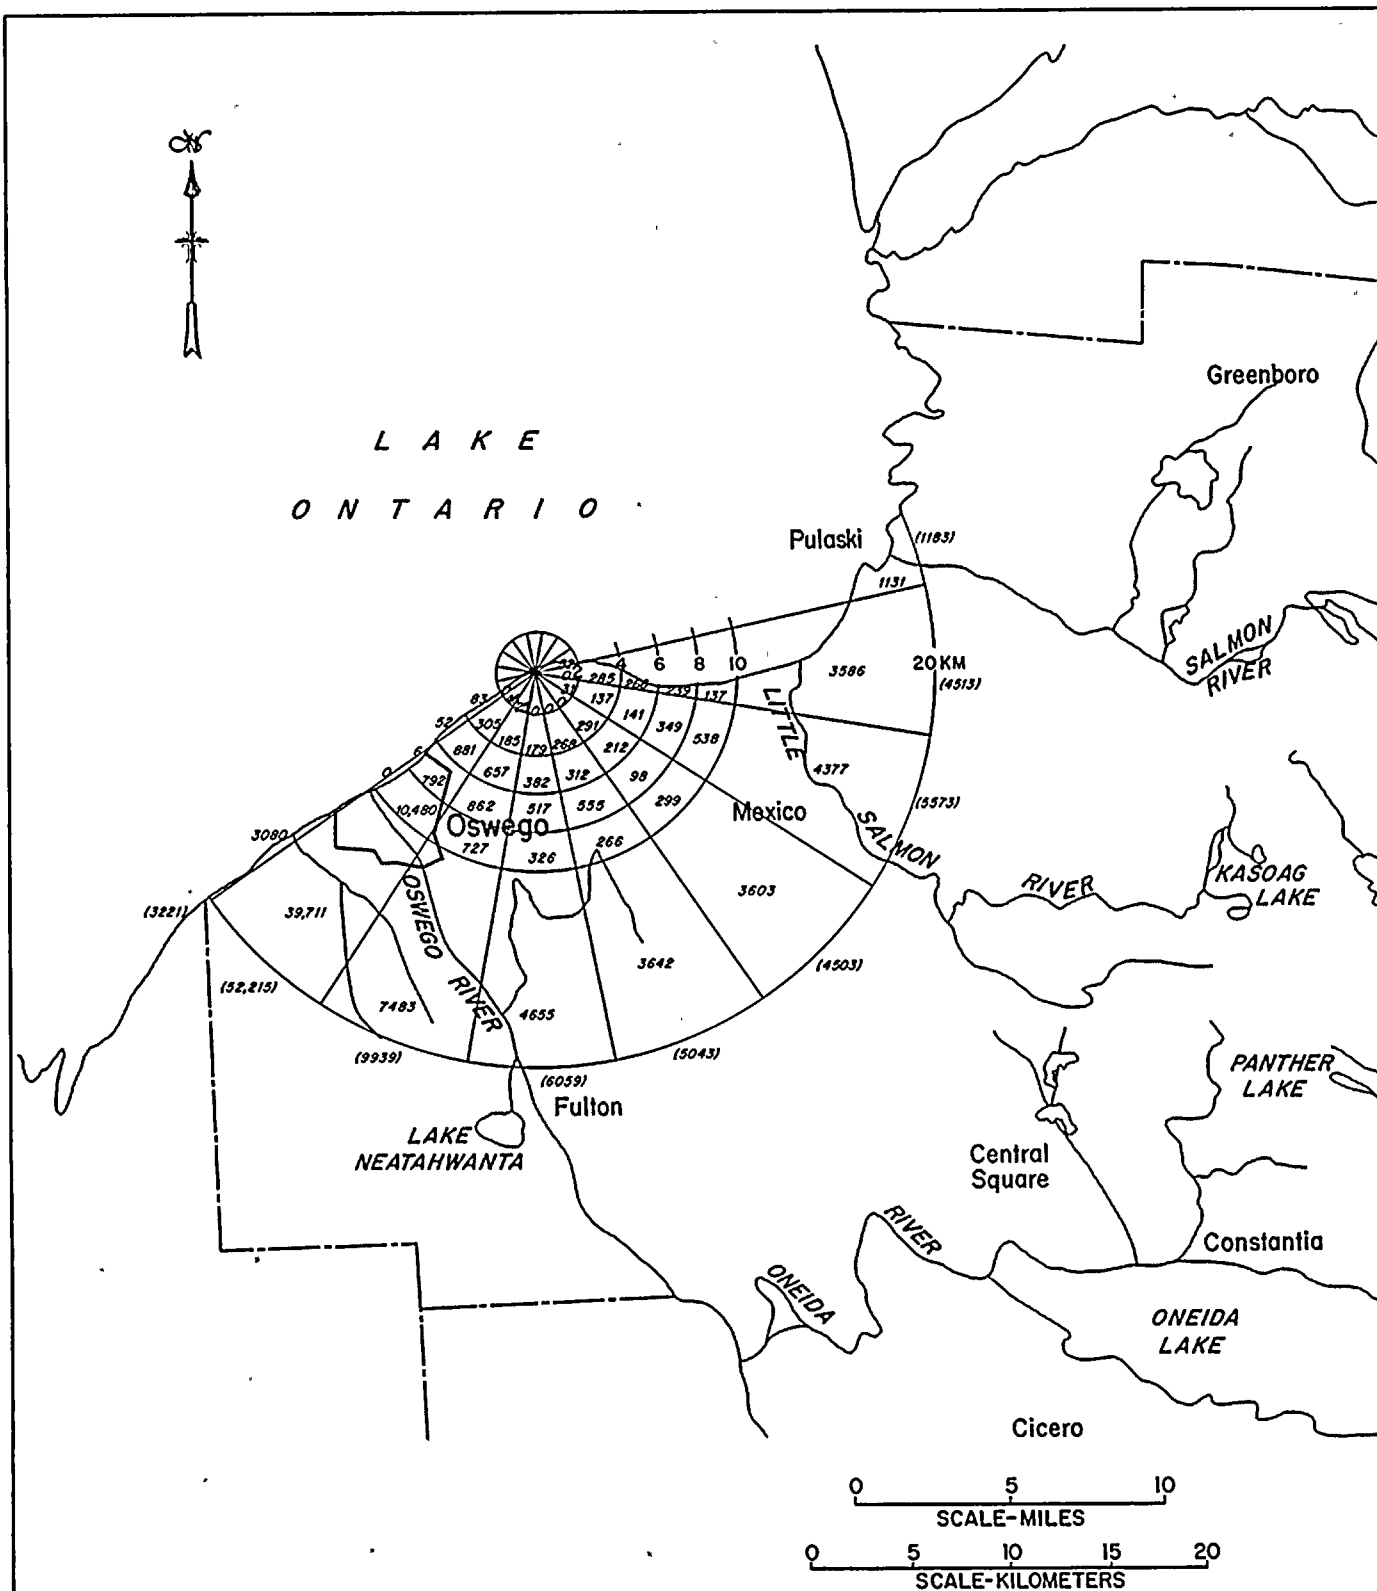 N
Greenboro
LAKE
ONTARIO
Pulaski
(1183)
1131
SALMON
RIVER
4 6 8 10
20 KM
3586
(4513)
285 268 239 137
31
137
141
349
538
LITTLE
4377
SALMON
RIVER
(5573)
83
52
6
0
3080
(3221)
305
185
179
268
291
881
657
382
312
212
792
862
517
555
98
10,480
727
326
266
299
Oswego
Mexico
KASOAG
LAKE
39,711
OSWEGO
RIVER
3603
3642
(4503)
(52,215)
7483
4655
(9939)
(6059)
(5043)
Fulton
LAKE
NEATAHWANTA
PANTHER
LAKE
Central
Square
Constantia
RIVER
ONEIDA
ONEIDA
LAKE
Cicero
0 5 10
SCALE-MILES
0 5 10 15 20
SCALE-KILOMETERS